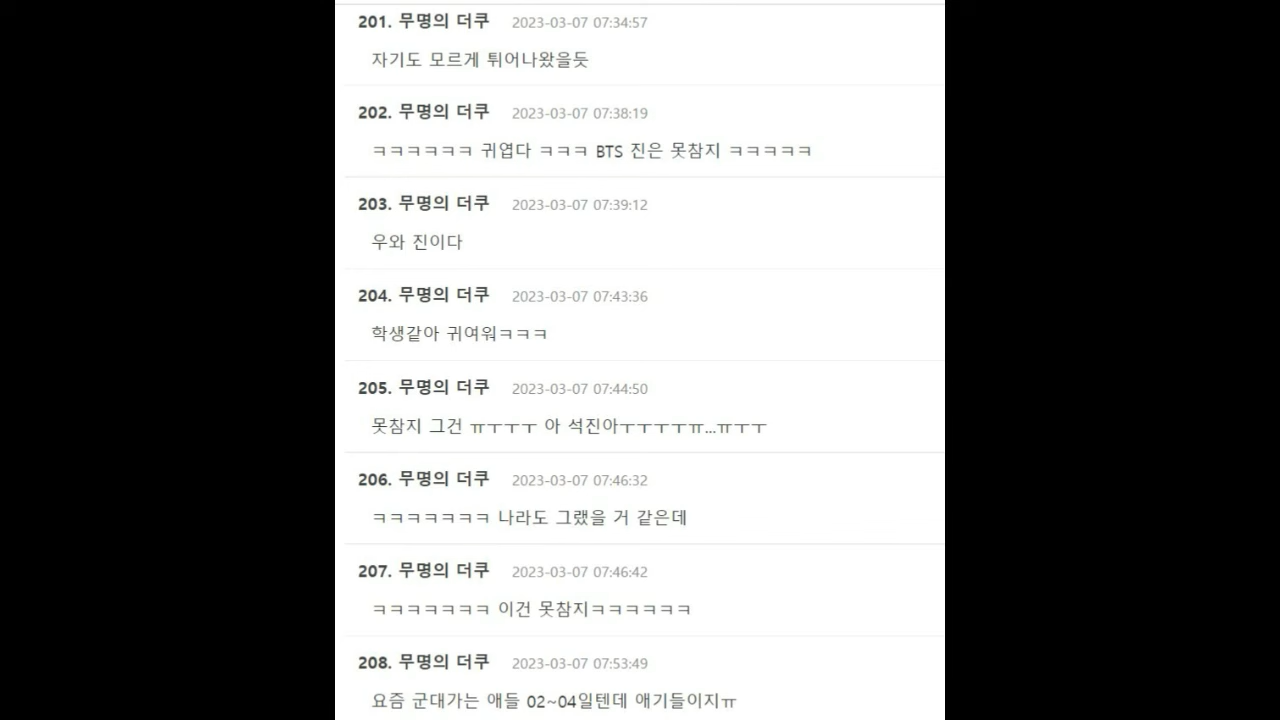 201. 무명의 더쿠 2023-03-07 07:34:57
자기도 모르게 튀어나왔을듯
202. 무명의 더쿠 2023-03-07 07:38:19
ㅋㅋㅋㅋㅋㅋ 귀엽다 ㅋㅋㅋ BTS 진은 못참지 ㅋㅋㅋㅋㅋ
203. 무명의 더쿠 2023-03-07 07:39:12
우와 진이다
204. 무명의 더쿠 2023-03-07 07:43:36
학생같아 귀여워ㅋㅋㅋ
205. 무명의 더쿠 2023-03-07 07:44:50
못참지 그건 ㅠㅜㅜㅜ 아 석진아ㅜㅜㅜㅜㅠ...ㅠㅜㅜ
206. 무명의 더쿠 2023-03-07 07:46:32
ㅋㅋㅋㅋㅋㅋㅋ 나라도 그랬을 거 같은데
207. 무명의 더쿠 2023-03-07 07:46:42
ㅋㅋㅋㅋㅋㅋㅋ 이건 못참지ㅋㅋㅋㅋㅋㅋ
208. 무명의 더쿠 2023-03-07 07:53:49
요즘 군대가는 애들 02~04일텐데 애기들이지ㅠ